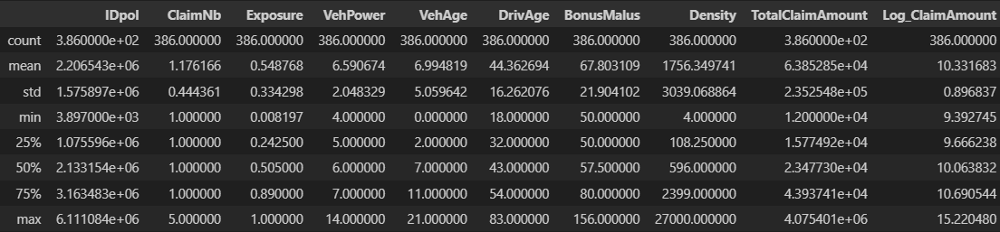 IDpol ClaimNb Exposure VehPower VehAge DrivAge BonusMalus Density TotalClaimAmount Log_ClaimAmount
count 3.860000e+02 386.000000 386.000000 386.000000 386.000000 386.000000 386.000000 386.000000 3.860000e+02 386.000000
mean 2.206543e+06 1.176166 0.548768 6.590674 6.994819 44.362694 67.803109 1756.349741 6.385285e+04 10.331683
std 1.575897e+06 0.444361 0.334298 2.048329 5.059642 16.262076 21.904102 3039.068864 2.352548e+05 0.896837
min 3.897000e+03 1.000000 0.008197 4.000000 0.000000 18.000000 50.000000 4.000000 1.200000e+04 9.392745
25% 1.075596e+06 1.000000 0.242500 5.000000 2.000000 32.000000 50.000000 108.250000 1.577492e+04 9.666238
50% 2.133154e+06 1.000000 0.505000 6.000000 7.000000 43.000000 57.500000 596.000000 2.347730e+04 10.063832
75% 3.163483e+06 1.000000 0.890000 7.000000 11.000000 54.000000 80.000000 2399.000000 4.393741e+04 10.690544
max 6.111084e+06 5.000000 1.000000 14.000000 21.000000 83.000000 156.000000 27000.000000 4.075401e+06 15.220480